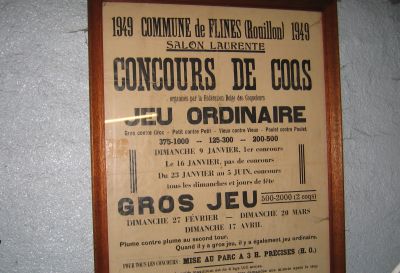 1949 COMMUNE de FLINES (Rouillon) 1949
SALON LAURENTE
CONCOURS DE COQS
organisés par la Fédération Belge des Coqueleurs
JEU ORDINAIRE
Gros contre Gros - Petit contre Petit - Vieux contre Vieux - Poulet contre Poulet
375-1000 -- 125-300 -- 200-500
DIMANCHE 9 JANVIER, 1er concours
Le 16 JANVIER, pas de concours
Du 23 JANVIER au 5 JUIN, concours
tous les dimanches et jours de fête
GROS JEU 500-2000 (2 coqs)
DIMANCHE 27 FÉVRIER — DIMANCHE 20 MARS
DIMANCHE 17 AVRIL
Plume contre plume au second tour.
Quand il y a gros jeu, il y a également jeu ordinaire.
POUR TOUS LES CONCOURS : MISE AU PARC A 3 H. PRÉCISES (H. O.)